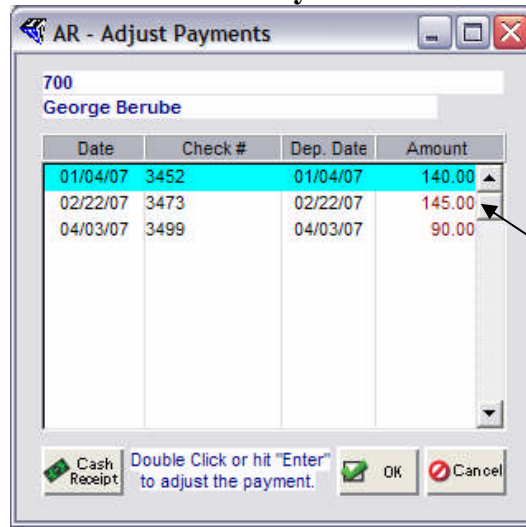 AR - Adjust Payments
700
George Berube
Date Check # Dep. Date Amount
01/04/07 3452 01/04/07 140.00
02/22/07 3473 02/22/07 145.00
04/03/07 3499 04/03/07 90.00
Cash Receipt
Double Click or hit "Enter"
to adjust the payment.
OK
Cancel